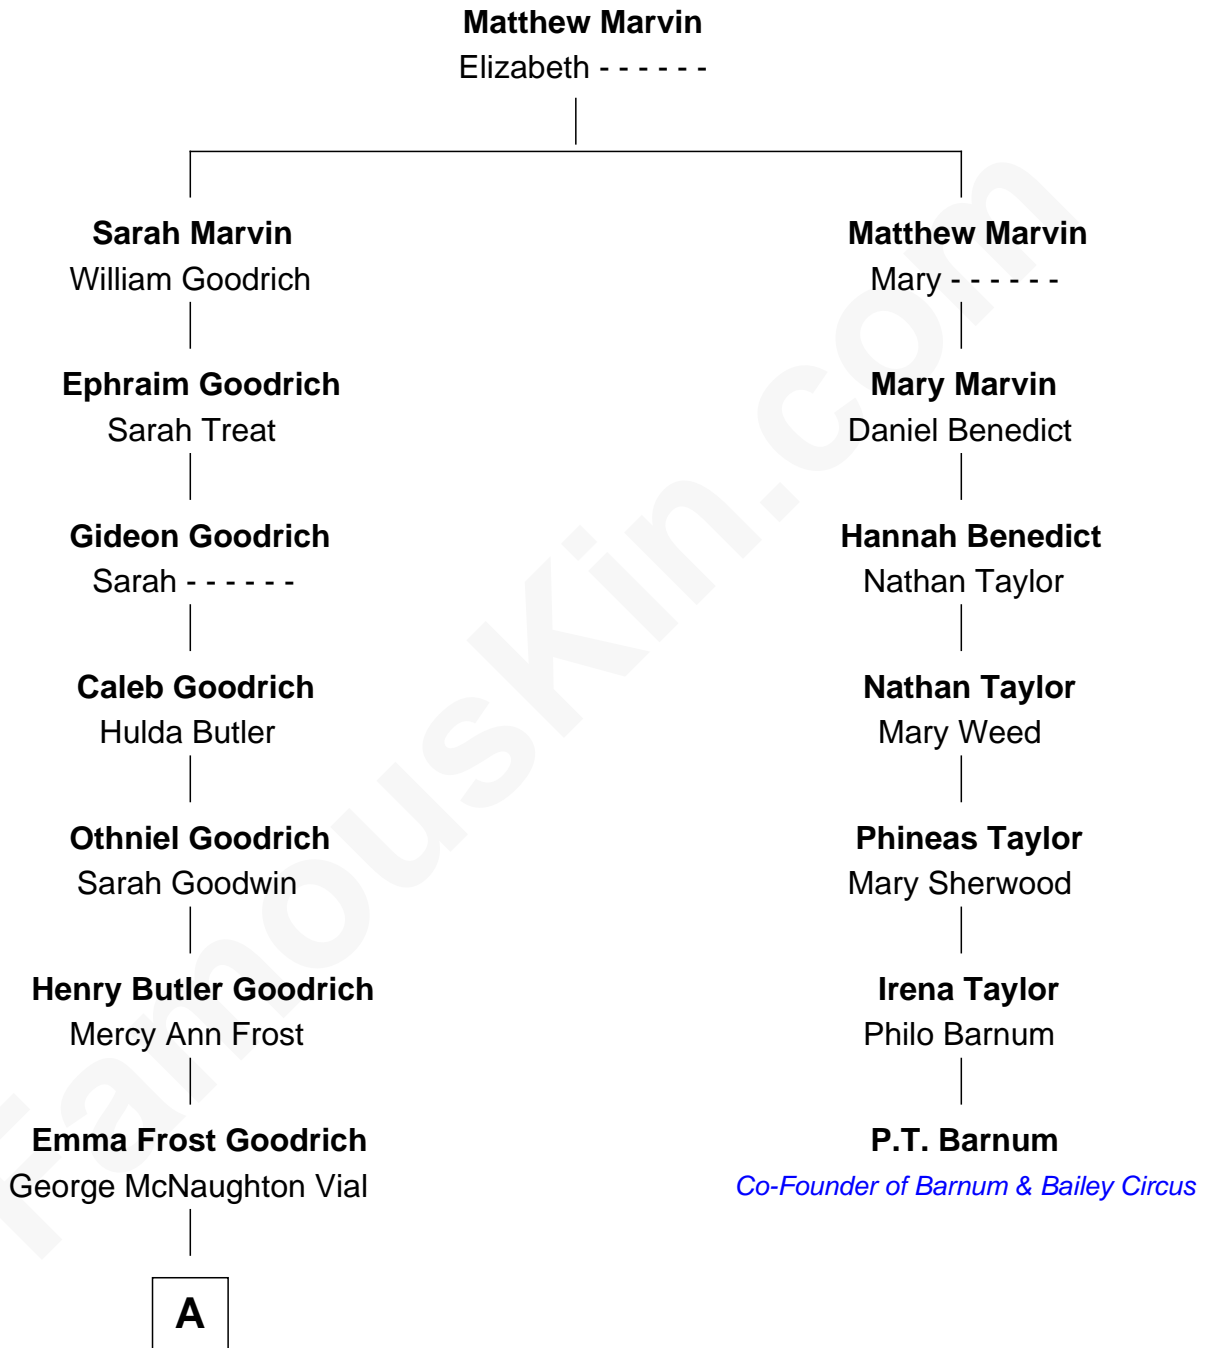 Matthew Marvin
Elizabeth - - - - - -
Sarah Marvin
William Goodrich
Matthew Marvin
Mary - - - - - -
Ephraim Goodrich
Sarah Treat
Mary Marvin
Daniel Benedict
Gideon Goodrich
Sarah - - - - - -
Hannah Benedict
Nathan Taylor
Caleb Goodrich
Hulda Butler
Nathan Taylor
Mary Weed
Othniel Goodrich
Sarah Goodwin
Phineas Taylor
Mary Sherwood
Henry Butler Goodrich
Mercy Ann Frost
Irena Taylor
Philo Barnum
Emma Frost Goodrich
George McNaughton Vial
P.T. Barnum
Co-Founder of Barnum & Bailey Circus
A
FamousKin.com